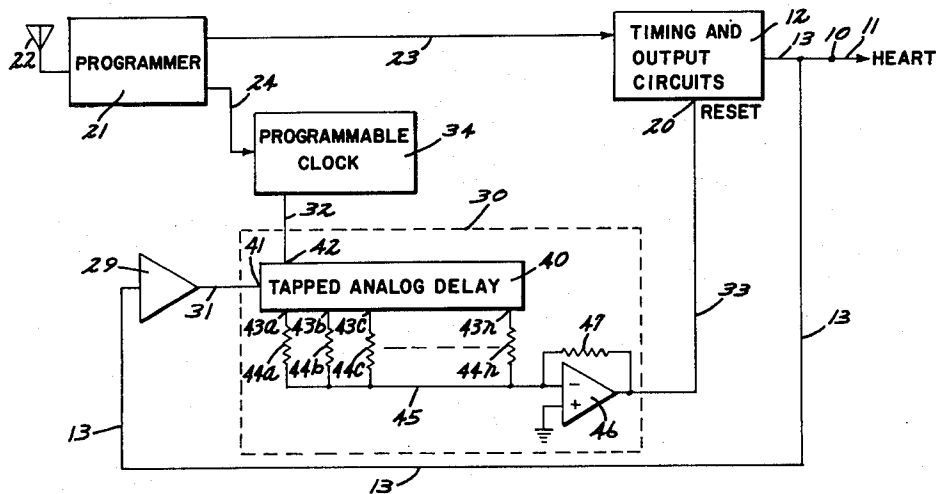 22
PROGRAMMER
21
23
24
TIMING AND
OUTPUT
CIRCUITS
12
13
10
11
HEART
20
RESET
PROGRAMMABLE
CLOCK
34
32
30
29
31
41
42
TAPPED ANALOG DELAY
40
43a
43b
43c
43n
44a
44b
44c
44n
47
33
13
45
−
+
46
13
13